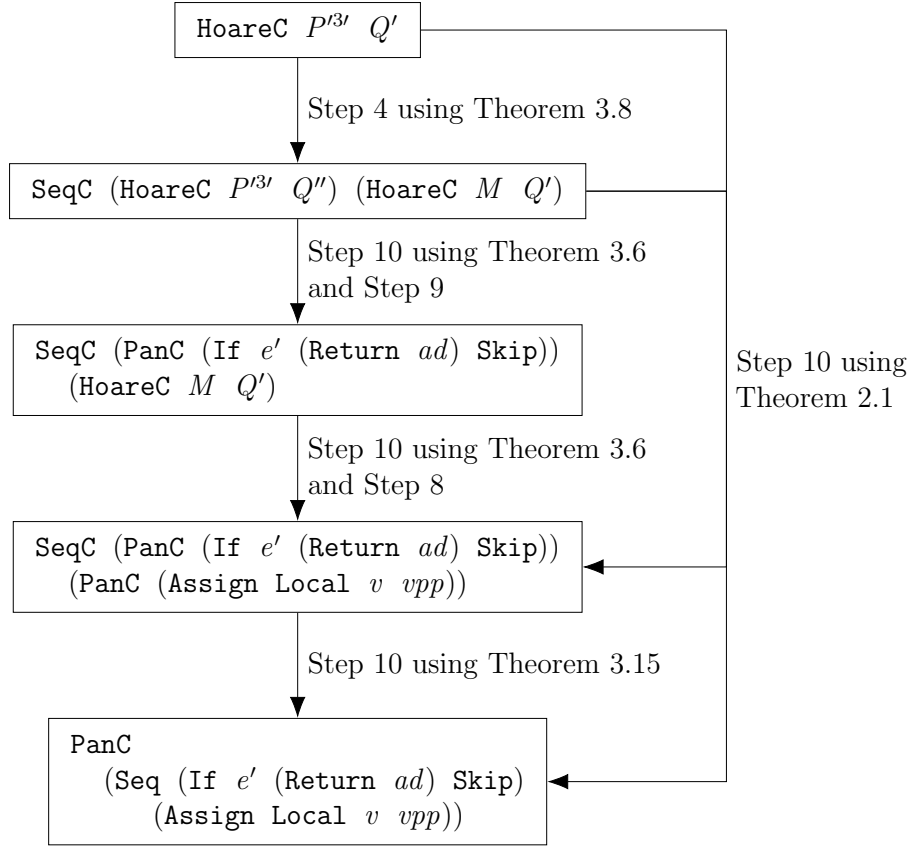 HoareC P′³′ Q′
Step 4 using Theorem 3.8
SeqC (HoareC P′³′ Q′′) (HoareC M Q′)
Step 10 using Theorem 3.6
and Step 9
SeqC (PanC (If e′ (Return ad) Skip))
(HoareC M Q′)
Step 10 using
Theorem 2.1
Step 10 using Theorem 3.6
and Step 8
SeqC (PanC (If e′ (Return ad) Skip))
(PanC (Assign Local v vpp))
Step 10 using Theorem 3.15
PanC
(Seq (If e′ (Return ad) Skip)
(Assign Local v vpp))